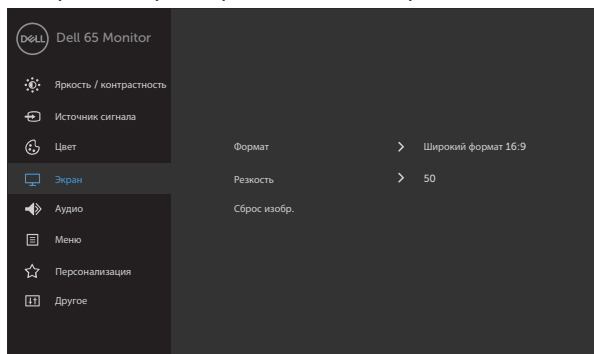 DELL
Dell 65 Monitor
Яркость / контрастность
Источник сигнала
Цвет
Формат
Широкий формат 16:9
Экран
Резкость
50
Аудио
Сброс изобр.
Меню
Персонализация
Другое